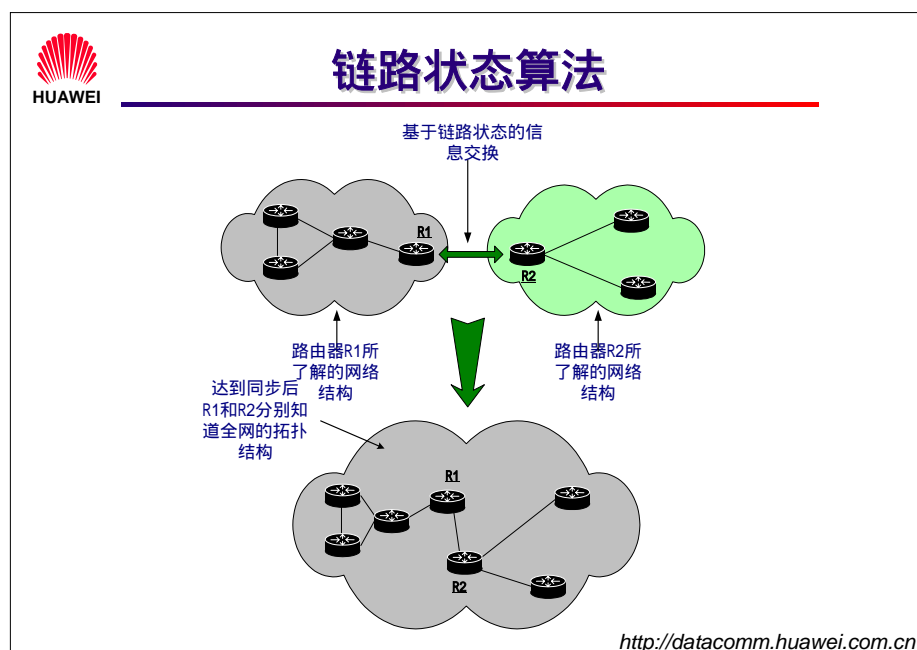 HUAWEI
链路状态算法
基于链路状态的信
息交换
R1
R2
路由器R1所
了解的网络
结构
路由器R2所
了解的网络
结构
达到同步后
R1和R2分别知
道全网的拓扑
结构
R1
R2
http://datacomm.huawei.com.cn